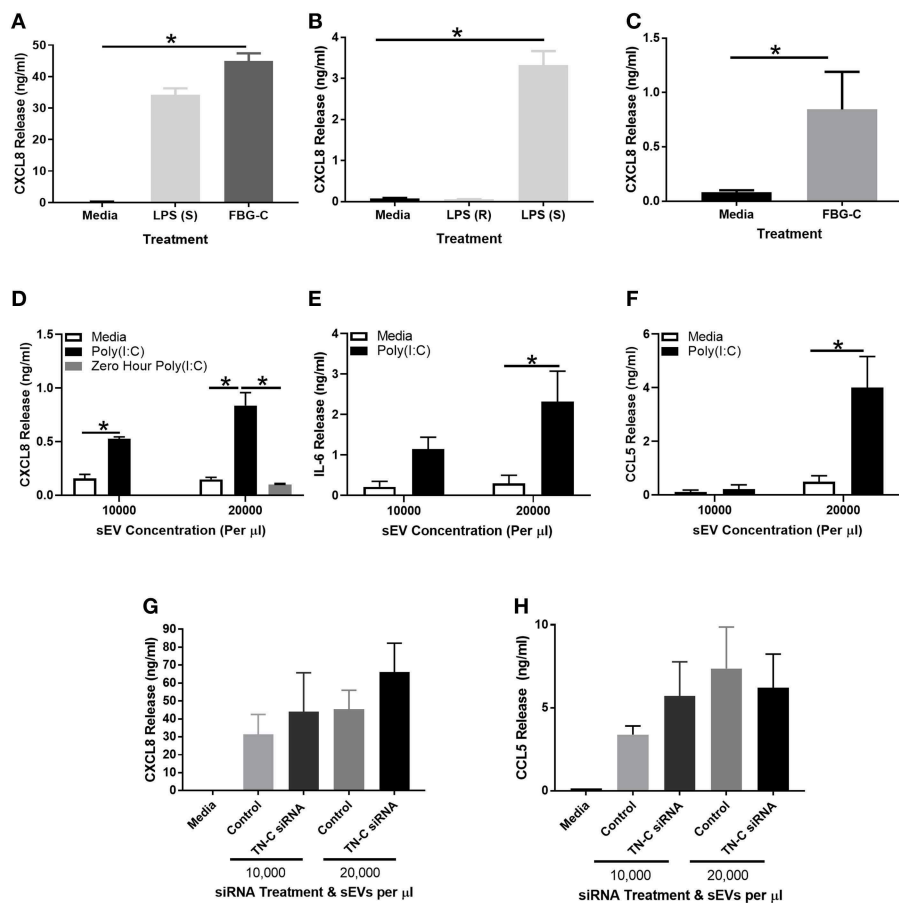 A
*
CXCL8 Release (ng/ml)
50
40
30
20
10
0
Media
LPS (S)
FBG-C
Treatment
B
*
CXCL8 Release (ng/ml)
4
3
2
1
0
Media
LPS (R)
LPS (S)
Treatment
C
*
CXCL8 Release (ng/ml)
1.5
1.0
0.5
0.0
Media
FBG-C
Treatment
D
Media
Poly(I:C)
Zero Hour Poly(I:C)
CXCL8 Release (ng/ml)
1.5
1.0
0.5
0.0
*
* *
10000
20000
sEV Concentration (Per µl)
E
Media
Poly(I:C)
IL-6 Release (ng/ml)
4
3
2
1
0
*
10000
20000
sEV Concentration (Per µl)
F
Media
Poly(I:C)
CCL5 Release (ng/ml)
6
4
2
0
*
10000
20000
sEV Concentration (Per µl)
G
CXCL8 Release (ng/ml)
90
80
70
60
50
40
30
20
10
0
Media
Control
TN-C siRNA
Control
TN-C siRNA
10,000
20,000
siRNA Treatment & sEVs per µl
H
CCL5 Release (ng/ml)
10
5
0
Media
Control
TN-C siRNA
Control
TN-C siRNA
10,000
20,000
siRNA Treatment & sEVs per µl